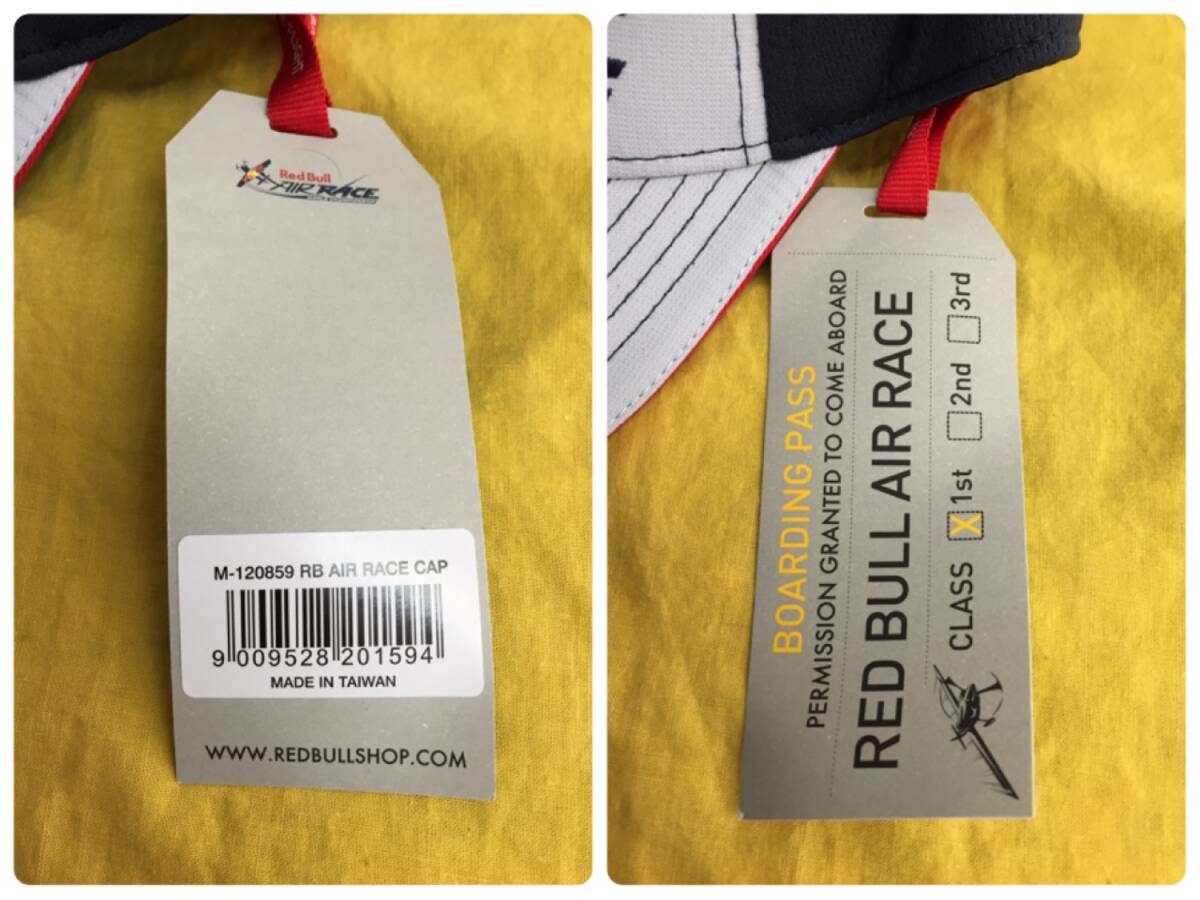 Red Bull
AIR RACE
M-120859 RB AIR RACE CAP
9 009528 201594
MADE IN TAIWAN
WWW.REDBULLSHOP.COM
BOARDING PASS
PERMISSION GRANTED TO COME ABOARD
RED BULL AIR RACE
CLASS X 1st 2nd 3rd